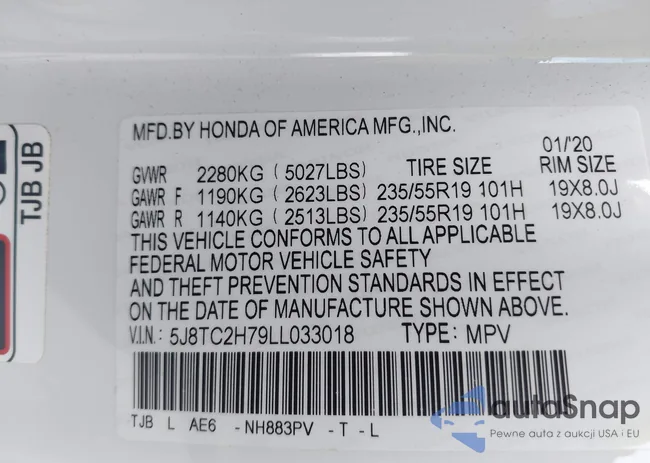 TJB JB
MFD.BY HONDA OF AMERICA MFG.,INC.
01/'20
GVWR 2280KG (5027LBS) TIRE SIZE RIM SIZE
GAWR F 1190KG (2623LBS) 235/55R19 101H 19X8.0J
GAWR R 1140KG (2513LBS) 235/55R19 101H 19X8.0J
THIS VEHICLE CONFORMS TO ALL APPLICABLE
FEDERAL MOTOR VEHICLE SAFETY
AND THEFT PREVENTION STANDARDS IN EFFECT
ON THE DATE OF MANUFACTURE SHOWN ABOVE.
V.I.N.: 5J8TC2H79LL033018 TYPE: MPV
TJB L AE6 -NH883PV -T -L
autoSnap
Pewne auta z aukcji USA i EU